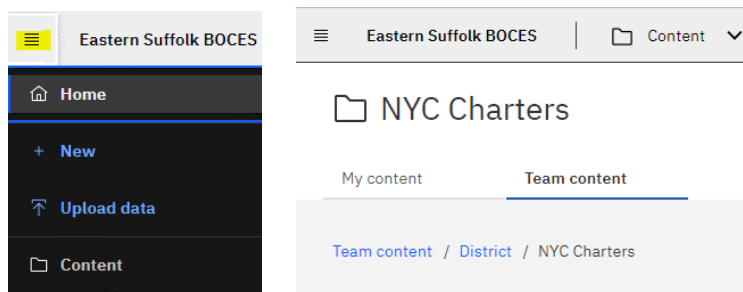 Eastern Suffolk BOCES
Home
+ New
Upload data
Content
Eastern Suffolk BOCES
Content
NYC Charters
My content
Team content
Team content / District / NYC Charters